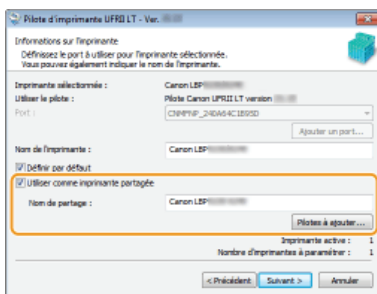 Pilote d'imprimante UFRII LT - Ver.
Informations sur l'imprimante
Définissez le port à utiliser pour l'imprimante sélectionnée.
Vous pouvez également indiquer le nom de l'imprimante.
Imprimante sélectionnée : Canon LBP
Utiliser le pilote : Pilote Canon UFRII LT version
Port : CNMFNP_240A64C1B95D
Ajouter un port...
Nom de l'imprimante : Canon LBP
Définir par défaut
Utiliser comme imprimante partagée
Nom de partage : Canon LBP
Pilotes à ajouter...
Imprimante active : 1
Nombre d'imprimantes à paramétrer : 1
< Précédent Suivant > Annuler